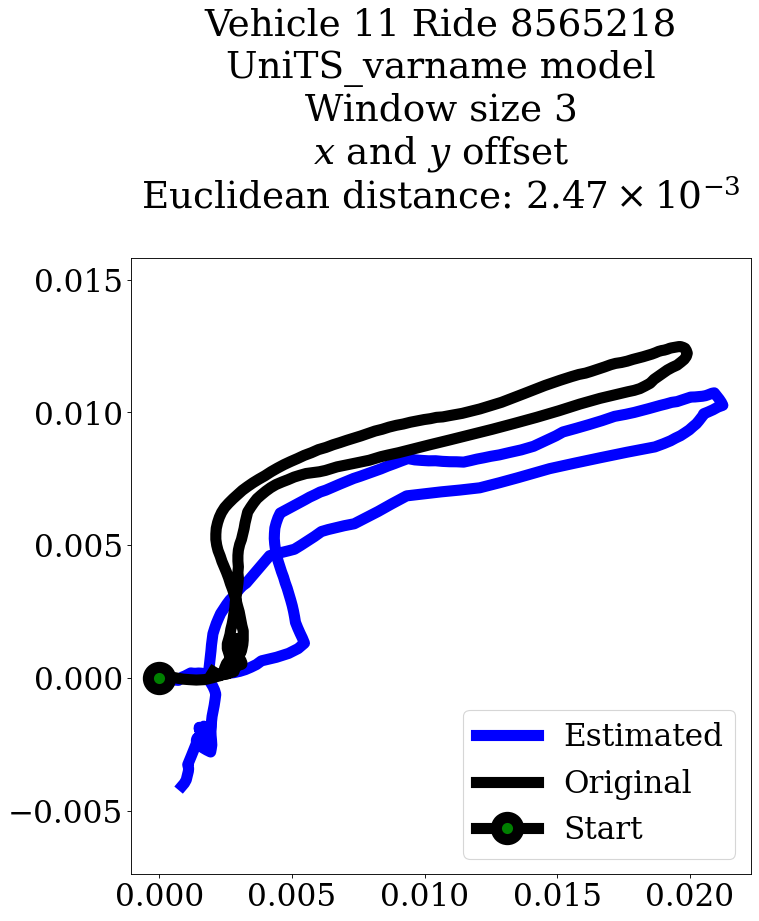 Vehicle 11 Ride 8565218
UniTS_varname model
Window size 3
x and y offset
Euclidean distance: 2.47 × 10⁻³
0.015
0.010
0.005
0.000
−0.005
Estimated
Original
Start
0.000 0.005 0.010 0.015 0.020